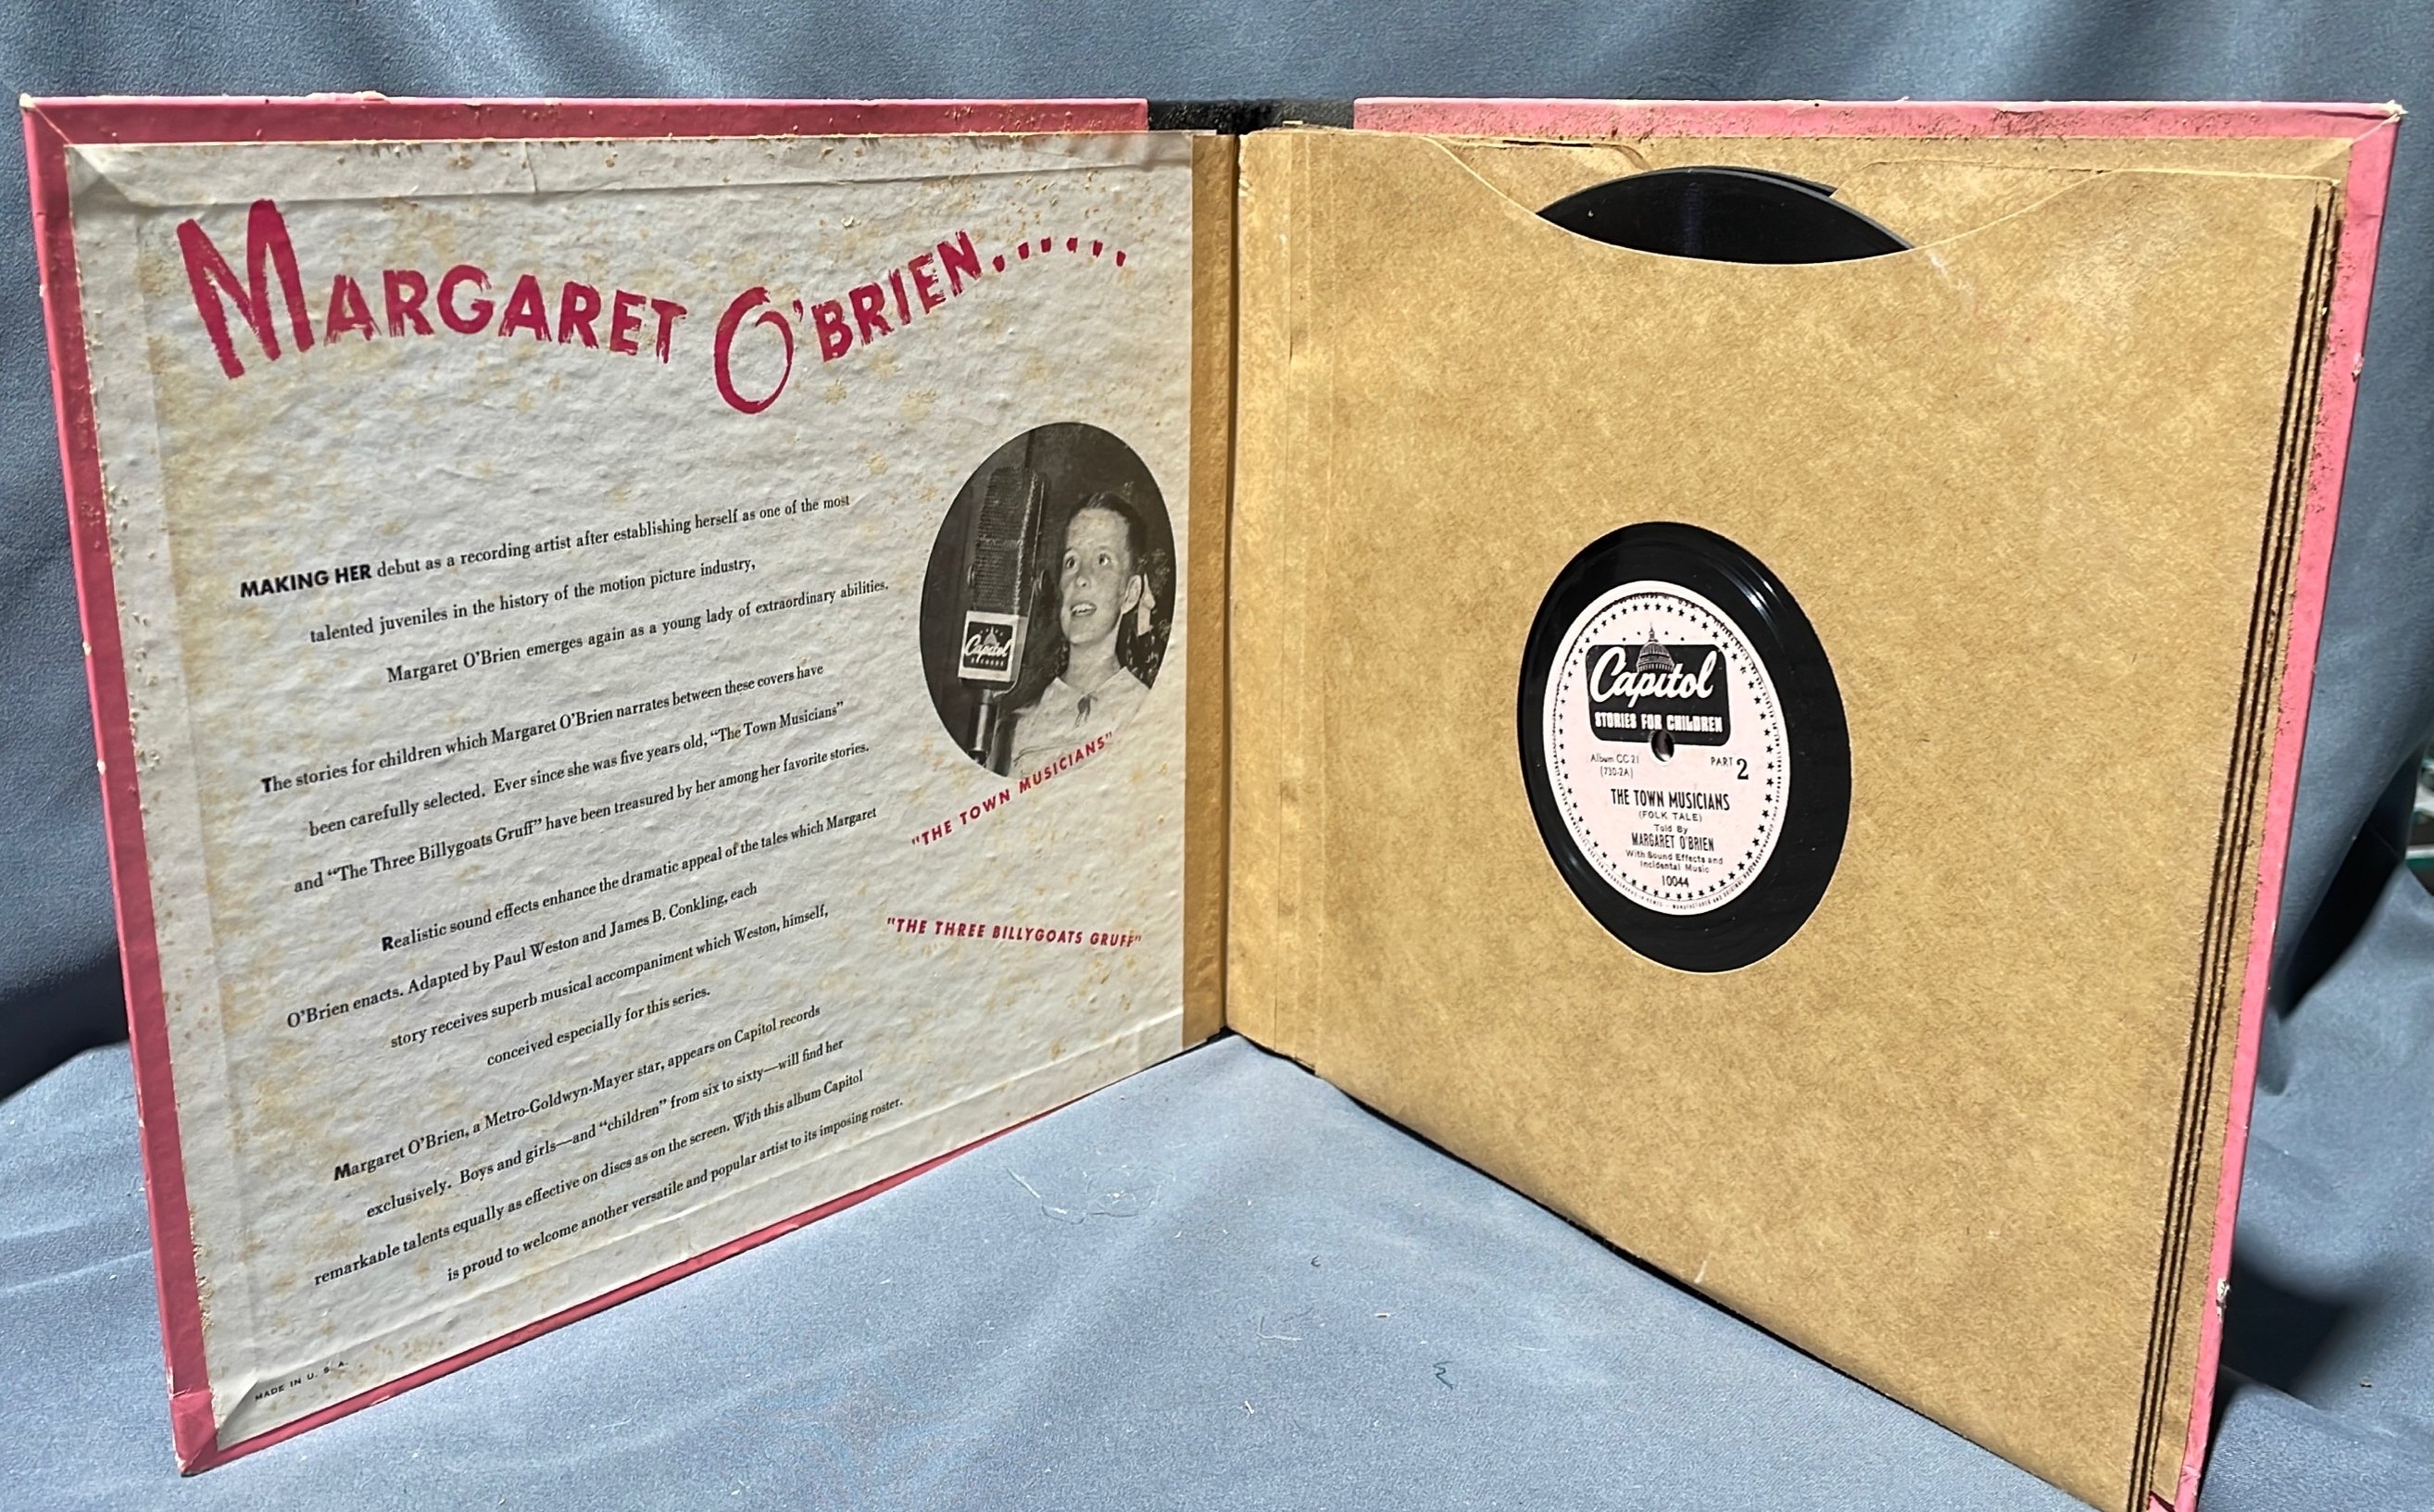 MARGARET O'BRIEN......
MAKING HER debut as a recording artist after establishing herself as one of the most
talented juveniles in the history of the motion picture industry,
Margaret O'Brien emerges again as a young lady of extraordinary abilities.
The stories for children which Margaret O'Brien narrates between these covers have
been carefully selected. Ever since she was five years old, "The Town Musicians"
and "The Three Billygoats Gruff" have been treasured by her among her favorite stories.
Realistic sound effects enhance the dramatic appeal of the tales which Margaret
O'Brien enacts. Adapted by Paul Weston and James B. Conkling, each
story receives superb musical accompaniment which Weston, himself,
conceived especially for this series.
Margaret O'Brien, a Metro-Goldwyn-Mayer star, appears on Capitol records
exclusively. Boys and girls—and "children" from six to sixty—will find her
remarkable talents equally as effective on discs as on the screen. With this album Capitol
is proud to welcome another versatile and popular artist to its imposing roster.
MADE IN U. S. A.
Capitol
RECORDS
"THE TOWN MUSICIANS"
"THE THREE BILLYGOATS GRUFF"
Capitol
STORIES FOR CHILDREN
Album CC 21
(730-2A)
PART 2
THE TOWN MUSICIANS
(FOLK TALE)
Told By
MARGARET O'BRIEN
With Sound Effects and
Incidental Music
10044